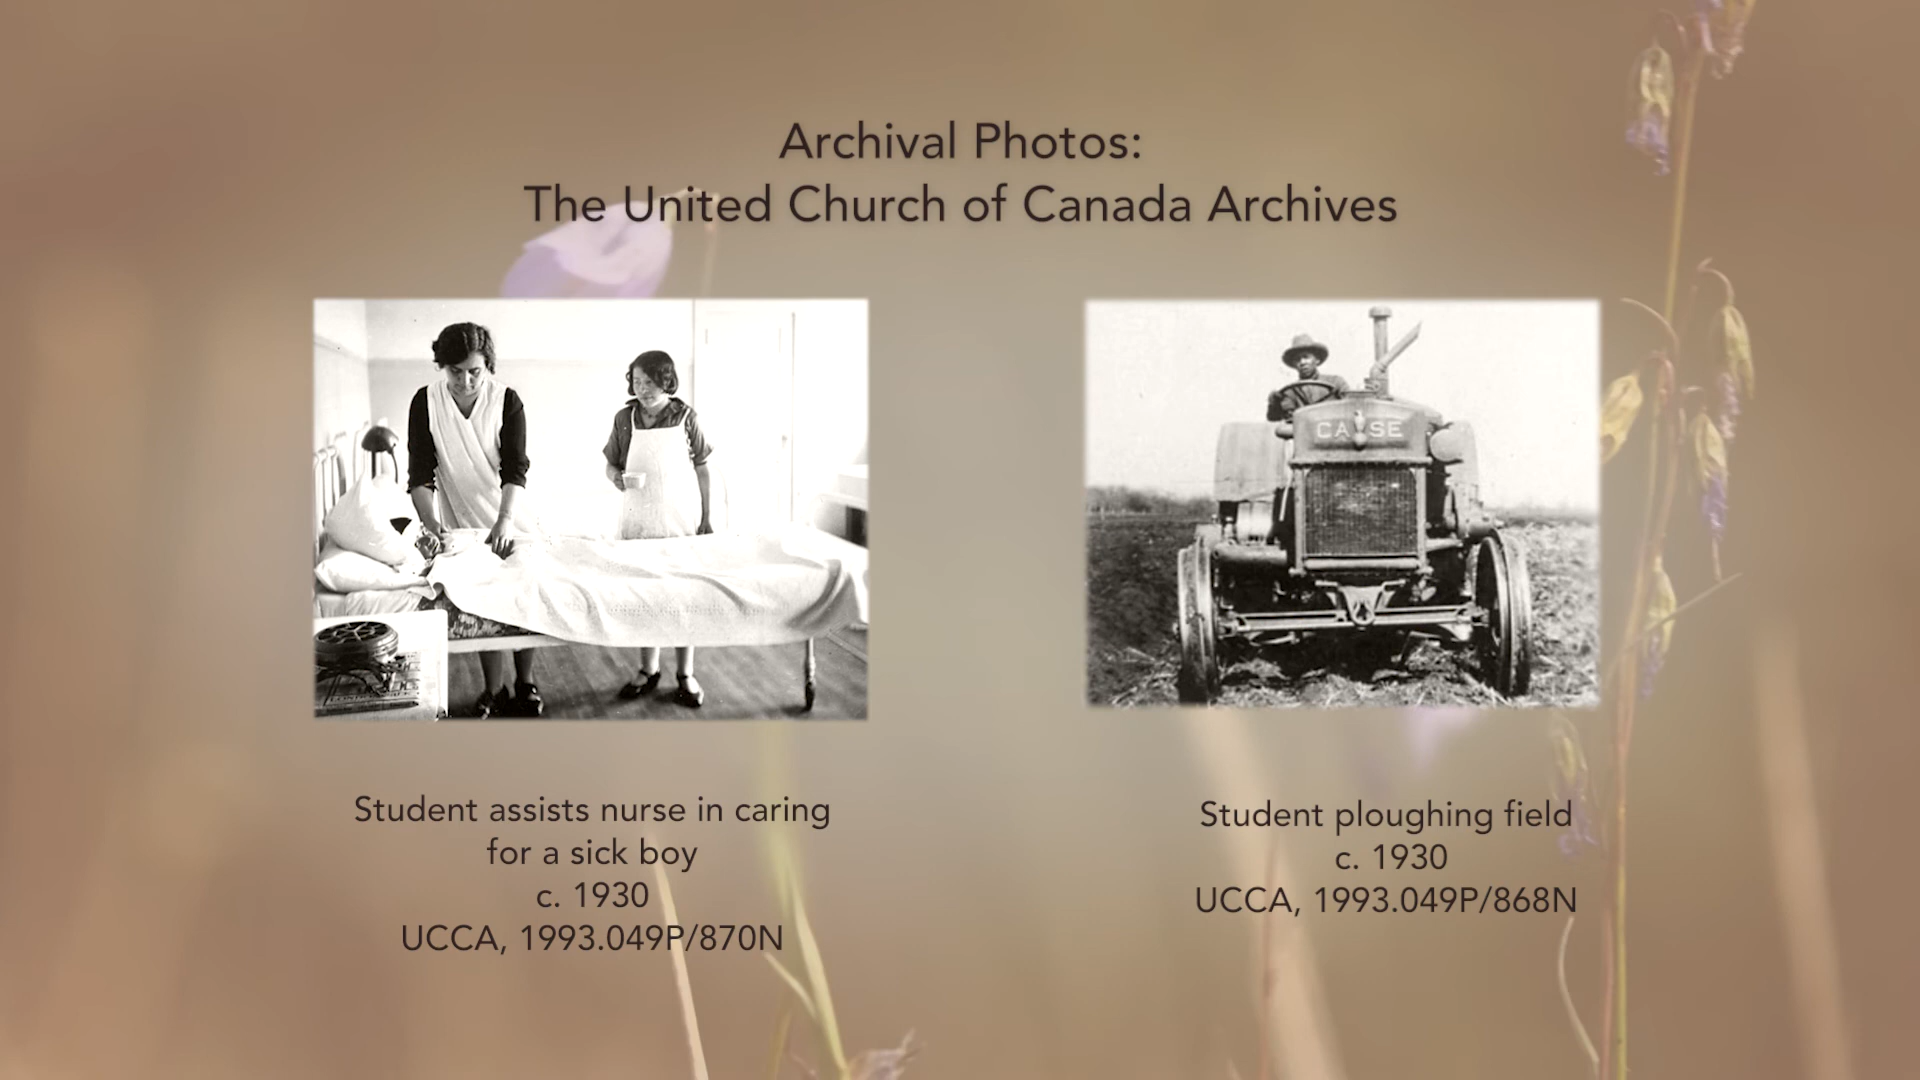 Archival Photos:
The United Church of Canada Archives
CASE
Student assists nurse in caring
for a sick boy
c. 1930
UCCA, 1993.049P/870N
Student ploughing field
c. 1930
UCCA, 1993.049P/868N